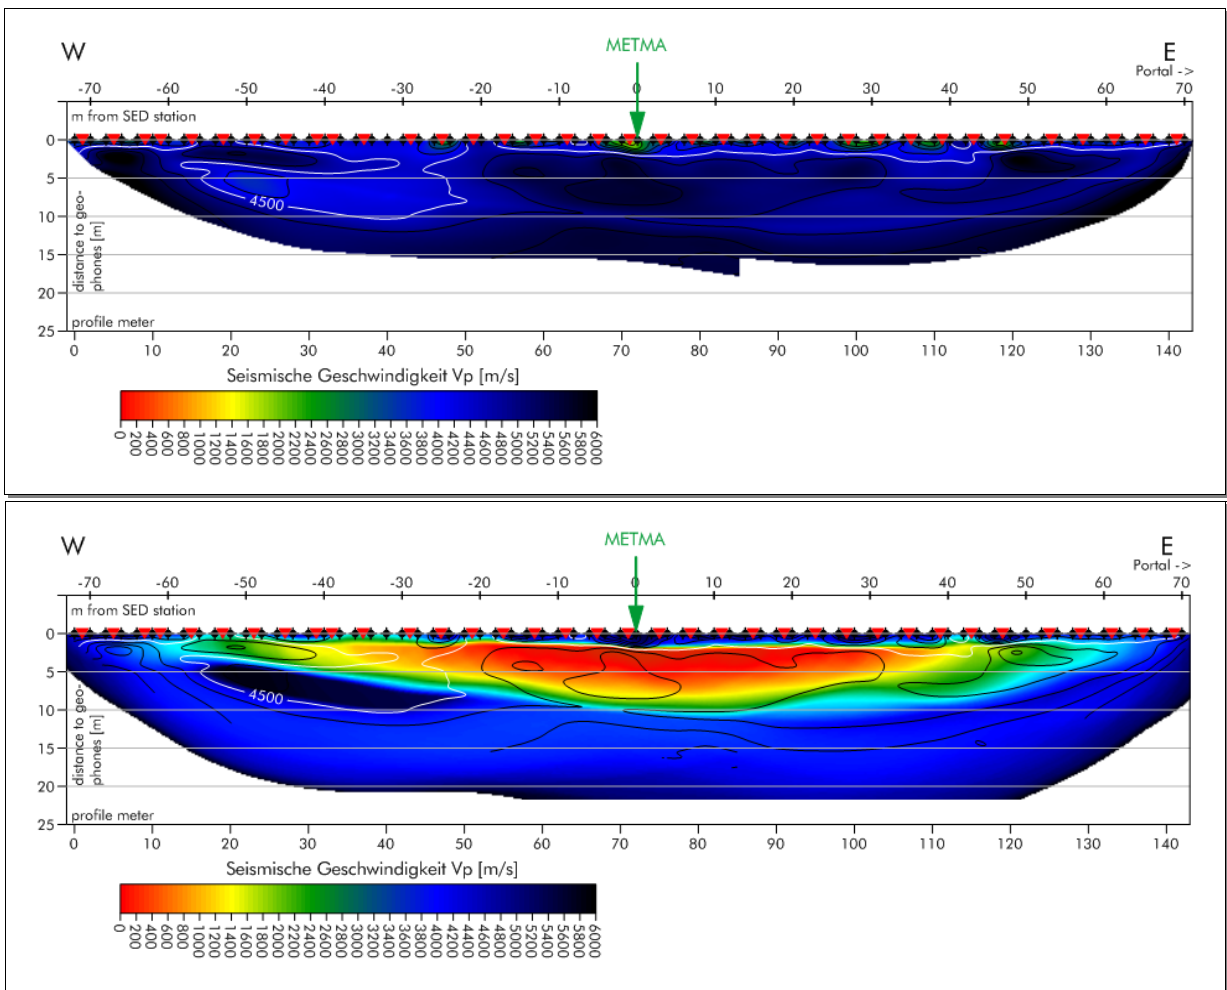 METMA
W
E
Portal ->
-70 -60 -50 -40 -30 -20 -10 0 10 20 30 40 50 60 70
m from SED station
0
5
4500
10
distance to geo-
phones [m]
15
20
25
profile meter
0 10 20 30 40 50 60 70 80 90 100 110 120 130 140
Seismische Geschwindigkeit Vp [m/s]
0 200 400 600 800 1000 1200 1400 1600 1800 2000 2200 2400 2600 2800 3000 3200 3400 3600 3800 4000 4200 4400 4600 4800 5000 5200 5400 5600 5800 6000
METMA
W
E
Portal ->
-70 -60 -50 -40 -30 -20 -10 0 10 20 30 40 50 60 70
m from SED station
0
5
4500
10
distance to geo-
phones [m]
15
20
25
profile meter
0 10 20 30 40 50 60 70 80 90 100 110 120 130 140
Seismische Geschwindigkeit Vp [m/s]
0 200 400 600 800 1000 1200 1400 1600 1800 2000 2200 2400 2600 2800 3000 3200 3400 3600 3800 4000 4200 4400 4600 4800 5000 5200 5400 5600 5800 6000